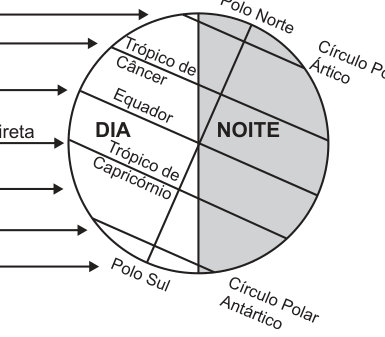 Polo Norte
Círculo Po
Ártico
Trópico de
Câncer
Equador
ireta
DIA
NOITE
Trópico de
Capricórnio
Polo Sul
Círculo Polar
Antártico